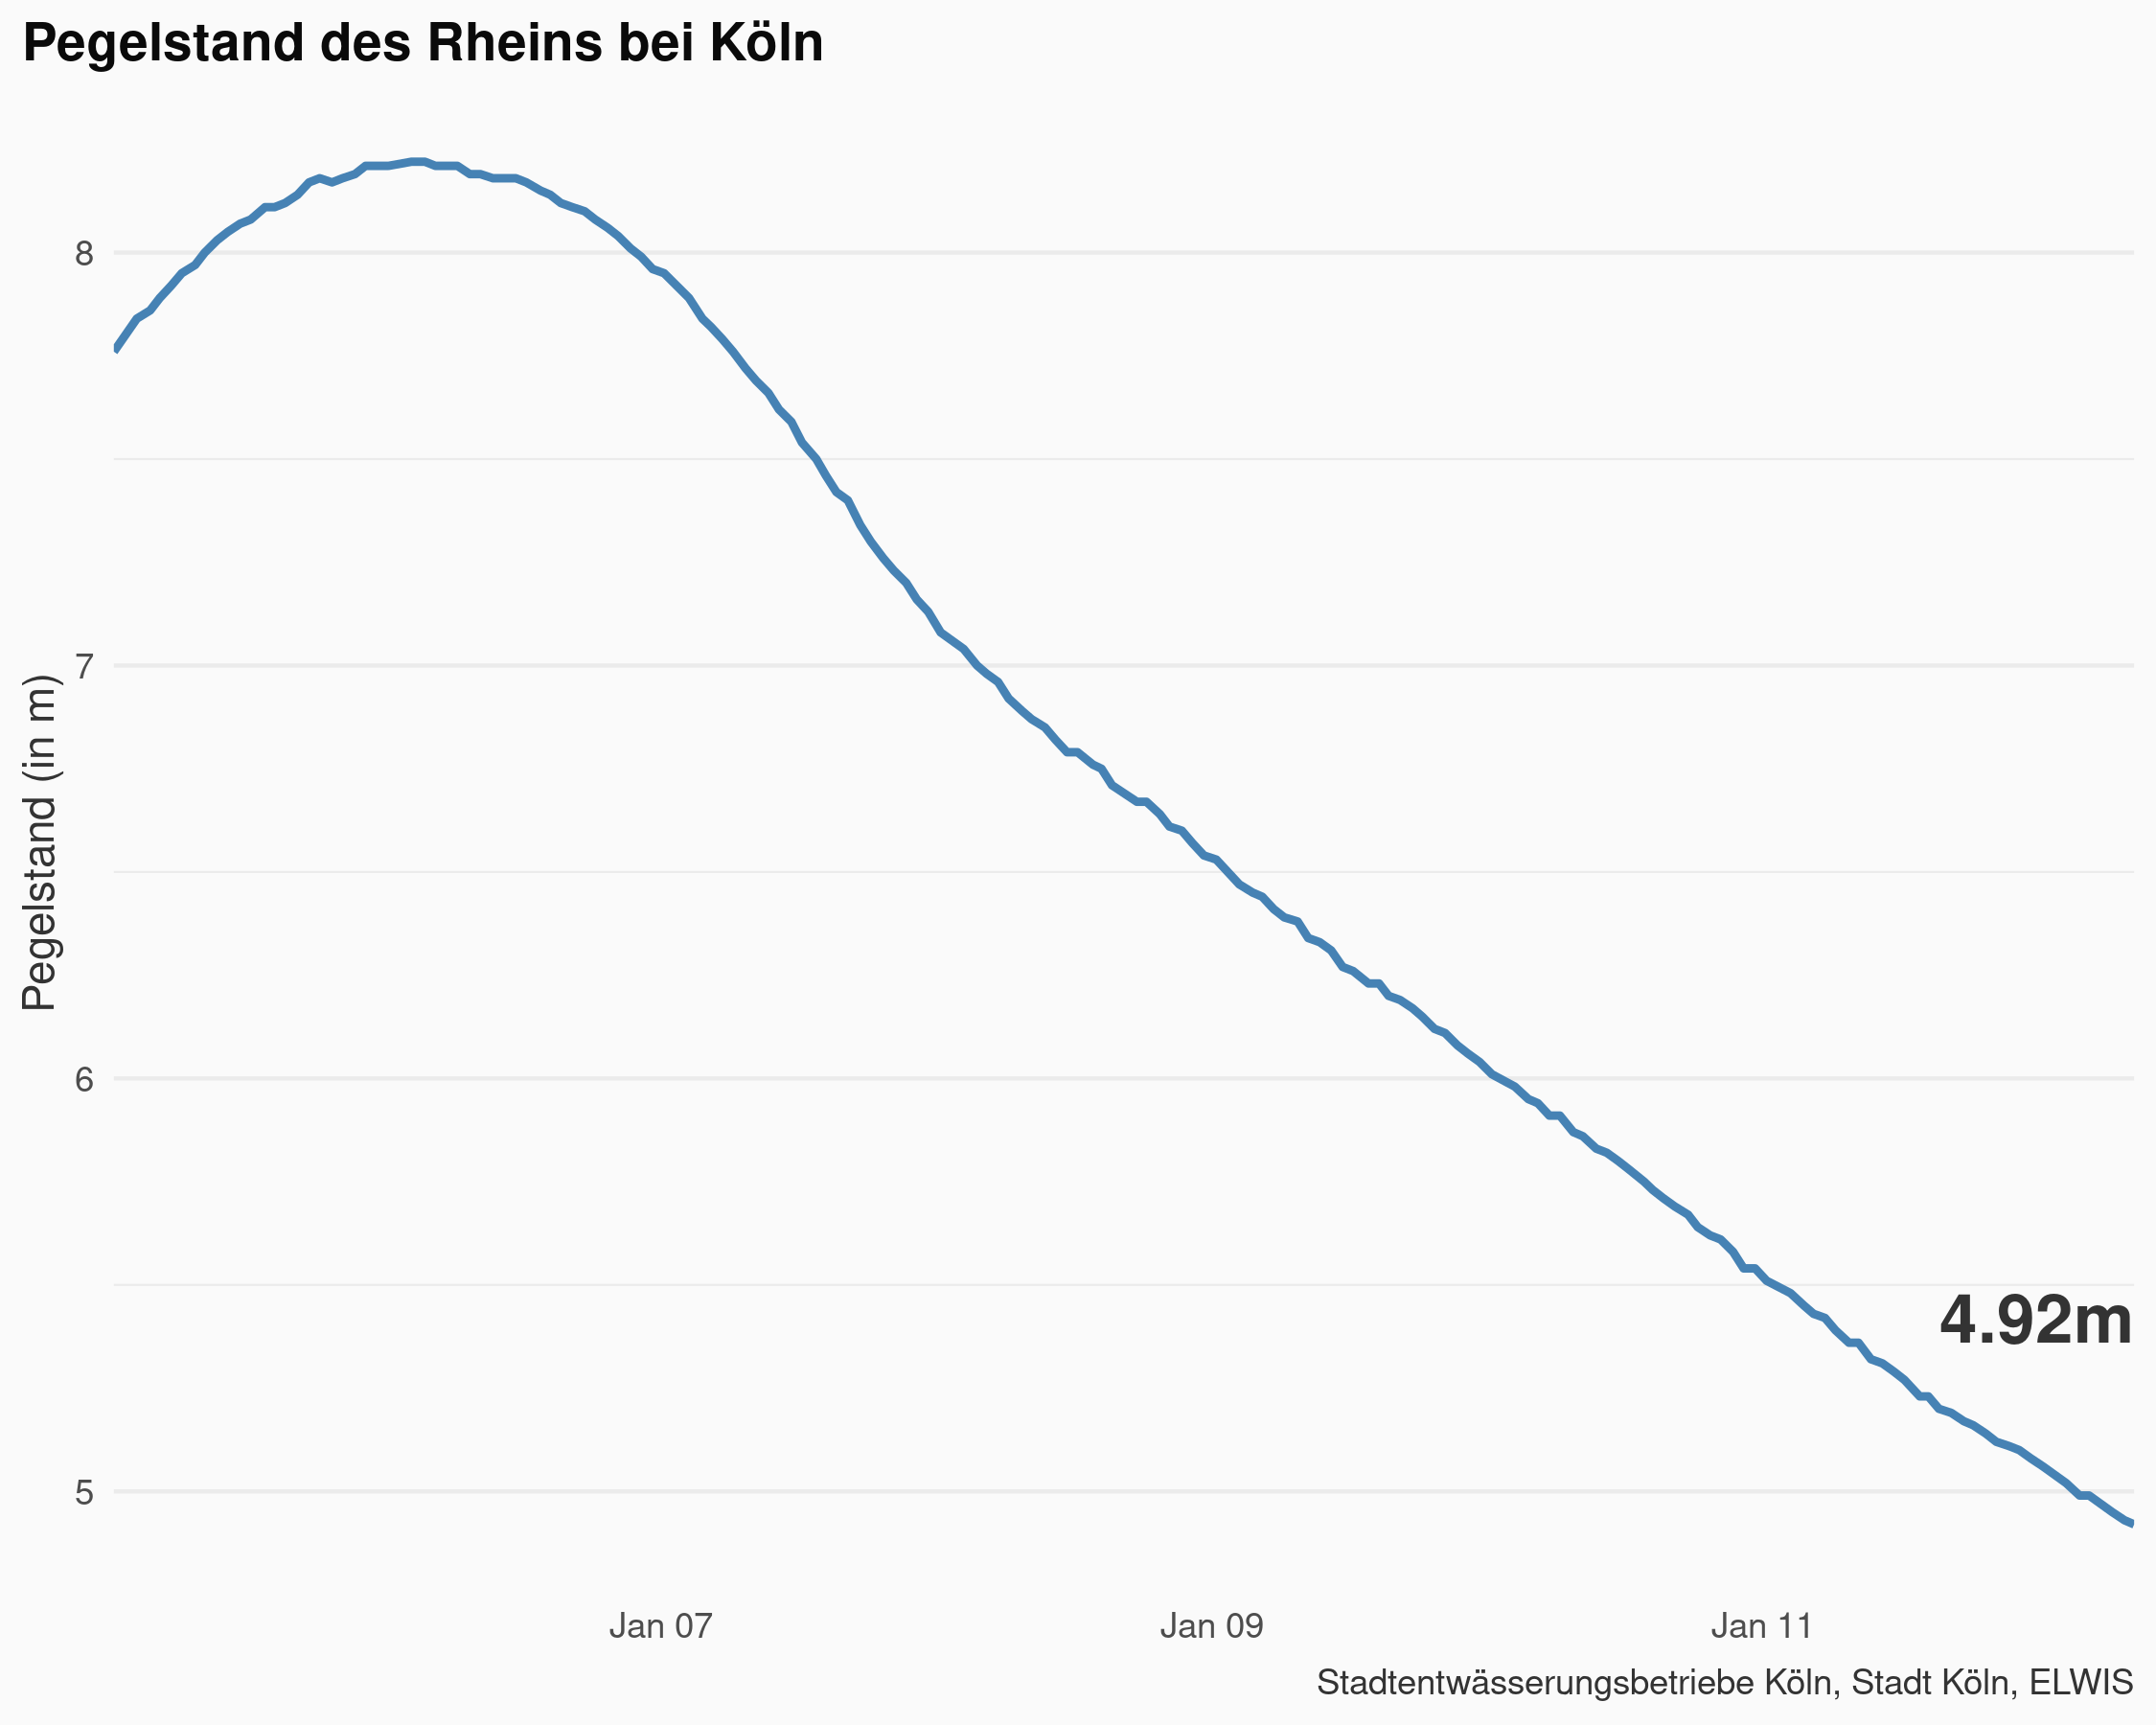 Pegelstand des Rheins bei Köln
Pegelstand (in m)
8
7
6
5
4.92m
Jan 07
Jan 09
Jan 11
Stadtentwässerungsbetriebe Köln, Stadt Köln, ELWIS